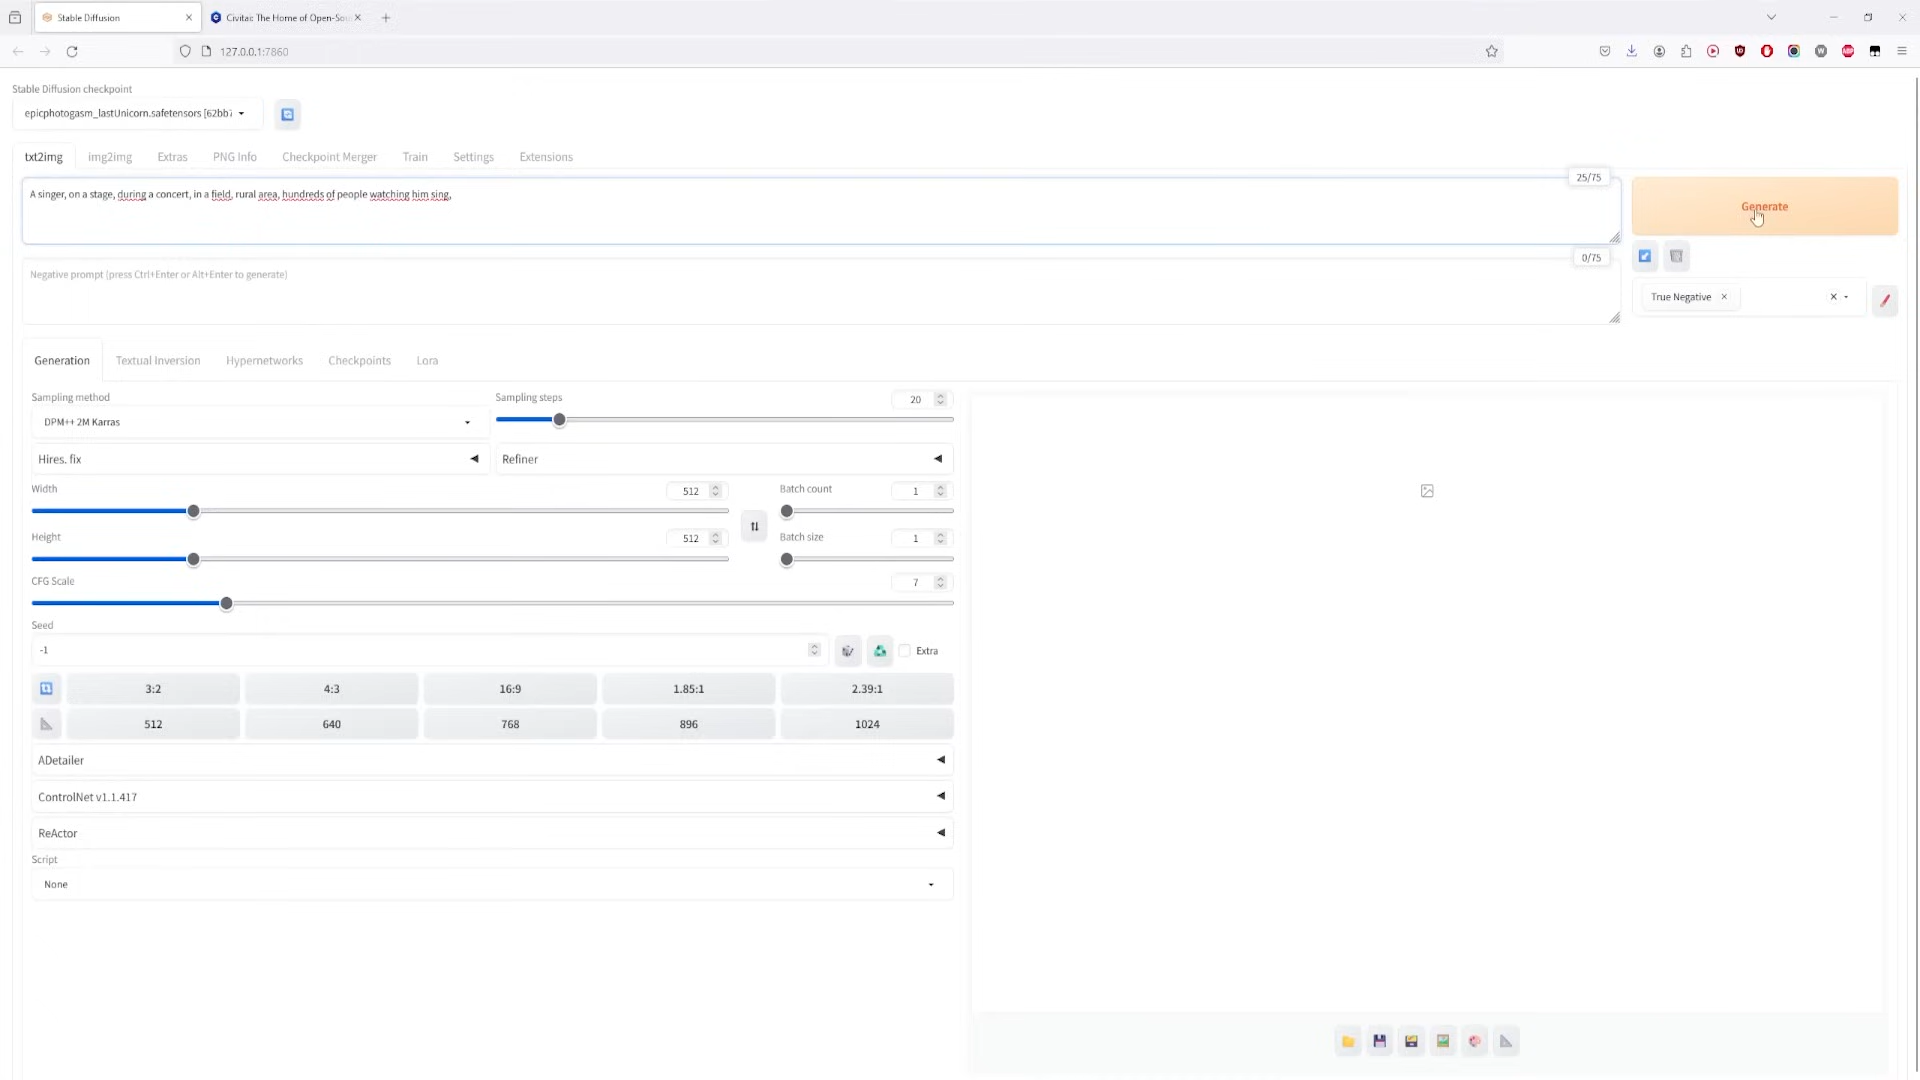 Stable Diffusion
Civitai: The Home of Open-Sou
127.0.0.1:7860
Stable Diffusion checkpoint
epicphotogasm_lastUnicorn.safetensors [62bb7
txt2img img2img Extras PNG Info Checkpoint Merger Train Settings Extensions
25/75
A singer, on a stage, during a concert, in a field, rural area, hundreds of people watching him sing,
Generate
0/75
Negative prompt (press Ctrl+Enter or Alt+Enter to generate)
True Negative
Generation Textual Inversion Hypernetworks Checkpoints Lora
Sampling method
DPM++ 2M Karras
Sampling steps
20
Hires. fix
Refiner
Width
512
Batch count
1
Height
512
Batch size
1
CFG Scale
7
Seed
-1
Extra
3:2 4:3 16:9 1.85:1 2.39:1
512 640 768 896 1024
ADetailer
ControlNet v1.1.417
ReActor
Script
None